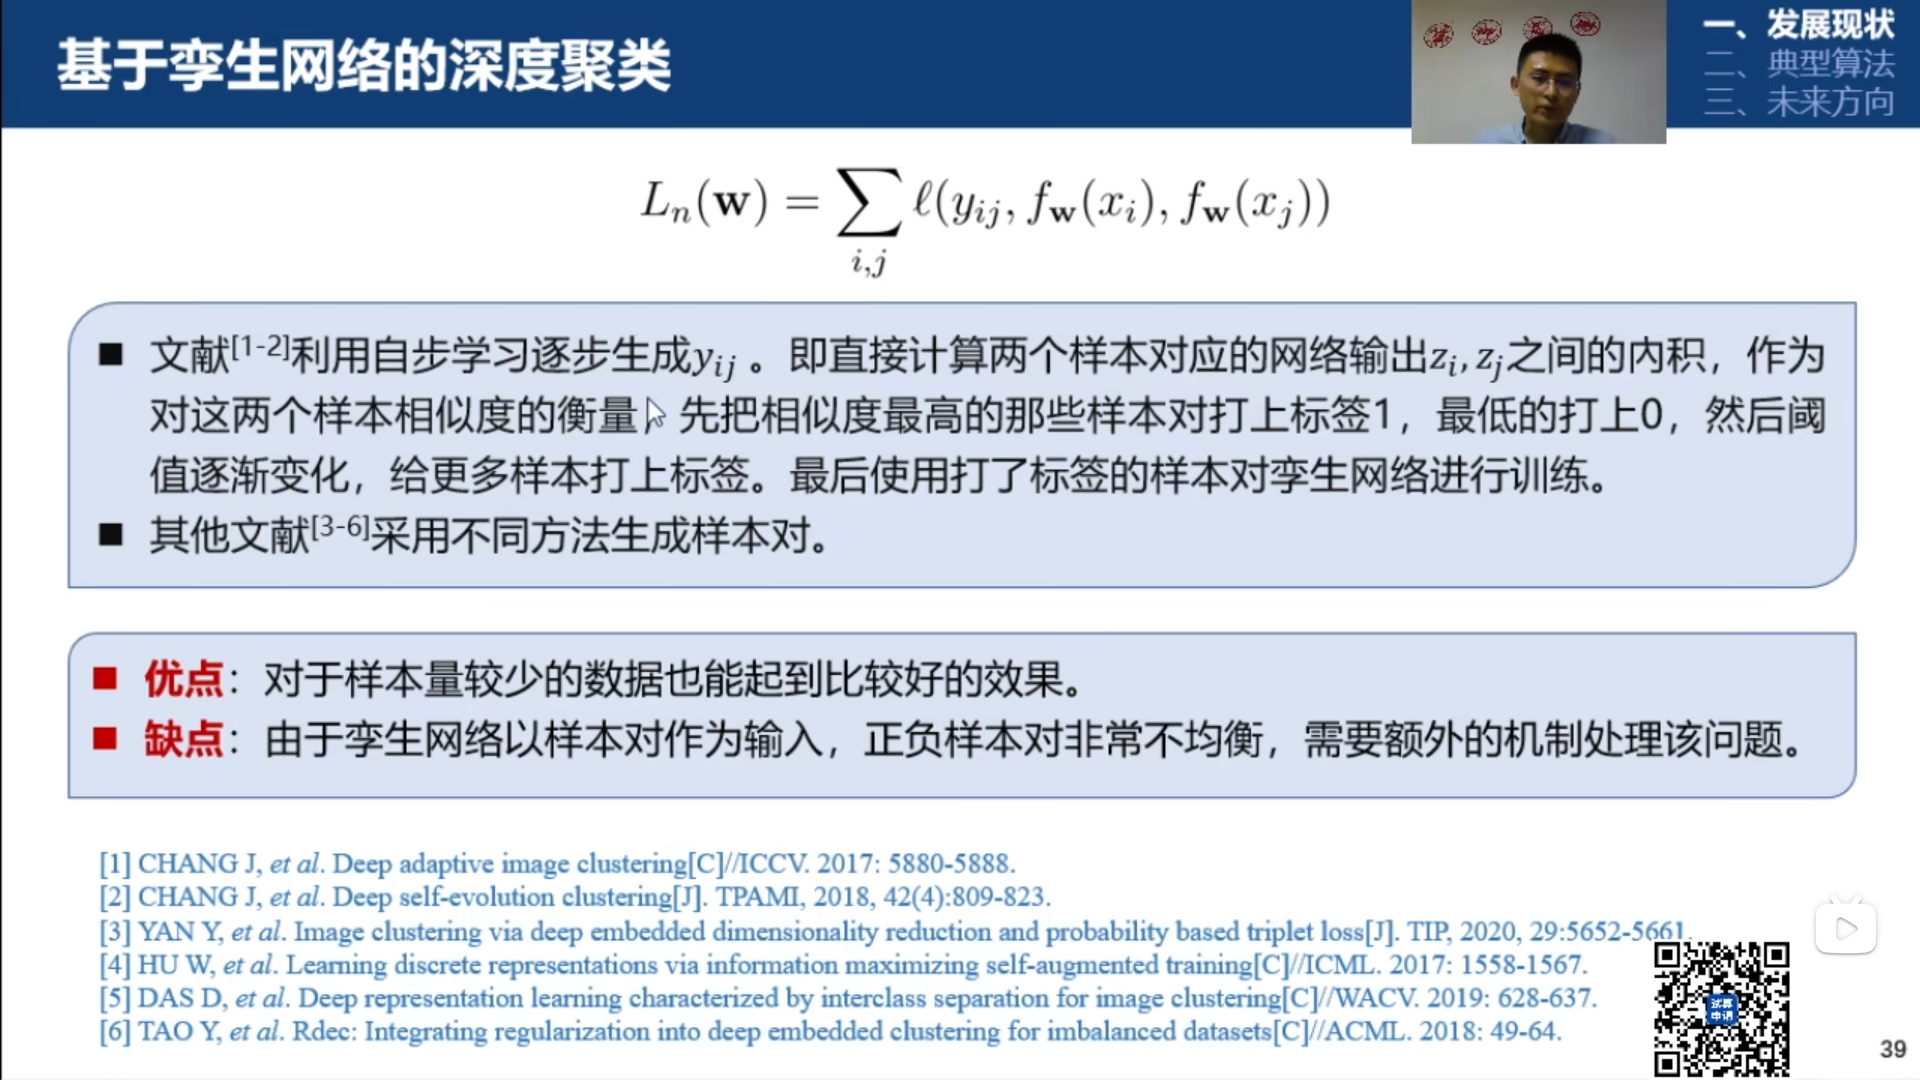 基于孪生网络的深度聚类
一、发展现状
二、典型算法
三、未来方向
Lₙ(w) = ∑ ℓ(yᵢⱼ, f_w(xᵢ), f_w(xⱼ))
i,j
■ 文献[1-2]利用自步学习逐步生成yᵢⱼ 。即直接计算两个样本对应的网络输出zᵢ, zⱼ之间的内积，作为
对这两个样本相似度的衡量，先把相似度最高的那些样本对打上标签1，最低的打上0，然后阈
值逐渐变化，给更多样本打上标签。最后使用打了标签的样本对孪生网络进行训练。
■ 其他文献[3-6]采用不同方法生成样本对。
■ 优点：对于样本量较少的数据也能起到比较好的效果。
■ 缺点：由于孪生网络以样本对作为输入，正负样本对非常不均衡，需要额外的机制处理该问题。
[1] CHANG J, et al. Deep adaptive image clustering[C]//ICCV. 2017: 5880-5888.
[2] CHANG J, et al. Deep self-evolution clustering[J]. TPAMI, 2018, 42(4):809-823.
[3] YAN Y, et al. Image clustering via deep embedded dimensionality reduction and probability based triplet loss[J]. TIP, 2020, 29:5652-5661.
[4] HU W, et al. Learning discrete representations via information maximizing self-augmented training[C]//ICML. 2017: 1558-1567.
[5] DAS D, et al. Deep representation learning characterized by interclass separation for image clustering[C]//WACV. 2019: 628-637.
[6] TAO Y, et al. Rdec: Integrating regularization into deep embedded clustering for imbalanced datasets[C]//ACML. 2018: 49-64.
39